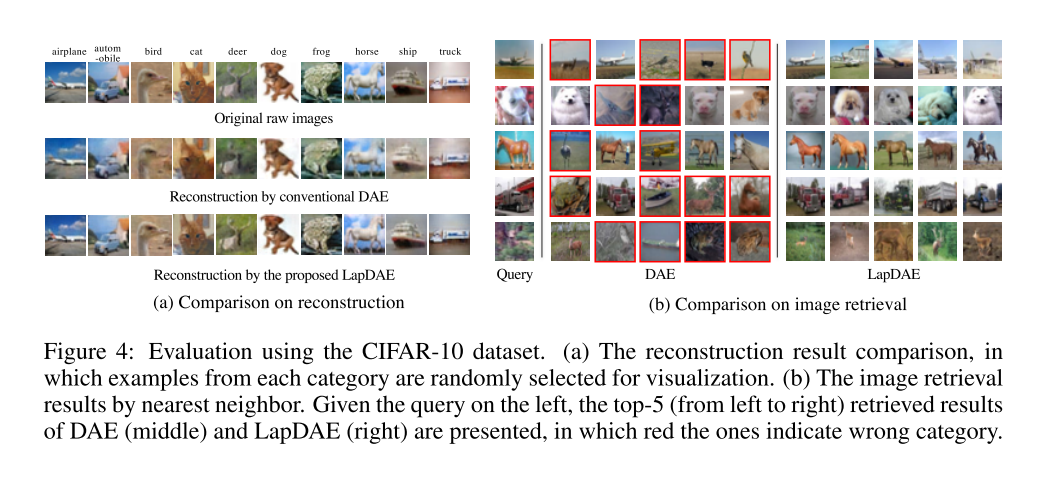 airplane autom-obile bird cat deer dog frog horse ship truck
Original raw images
Reconstruction by conventional DAE
Reconstruction by the proposed LapDAE
(a) Comparison on reconstruction
Query DAE LapDAE
(b) Comparison on image retrieval
Figure 4: Evaluation using the CIFAR-10 dataset. (a) The reconstruction result comparison, in
which examples from each category are randomly selected for visualization. (b) The image retrieval
results by nearest neighbor. Given the query on the left, the top-5 (from left to right) retrieved results
of DAE (middle) and LapDAE (right) are presented, in which red the ones indicate wrong category.